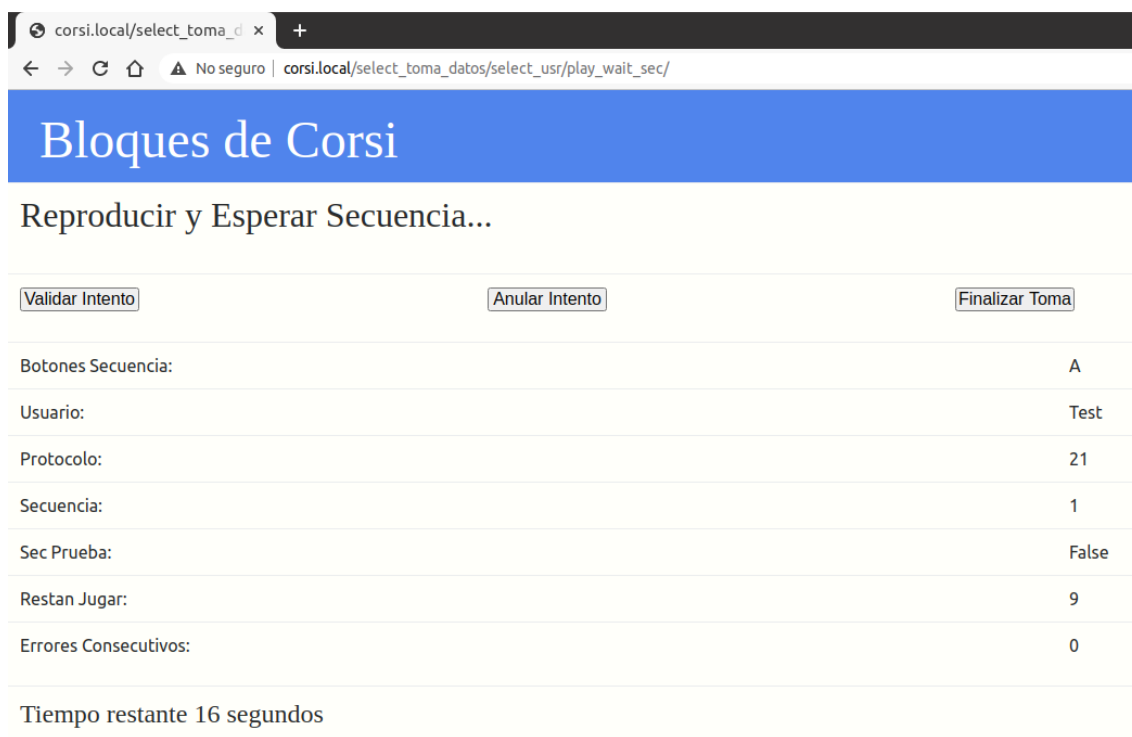 corsi.local/select_toma_d
No seguro | corsi.local/select_toma_datos/select_usr/play_wait_sec/
Bloques de Corsi
Reproducir y Esperar Secuencia...
Validar Intento Anular Intento Finalizar Toma
Botones Secuencia: A
Usuario: Test
Protocolo: 21
Secuencia: 1
Sec Prueba: False
Restan Jugar: 9
Errores Consecutivos: 0
Tiempo restante 16 segundos